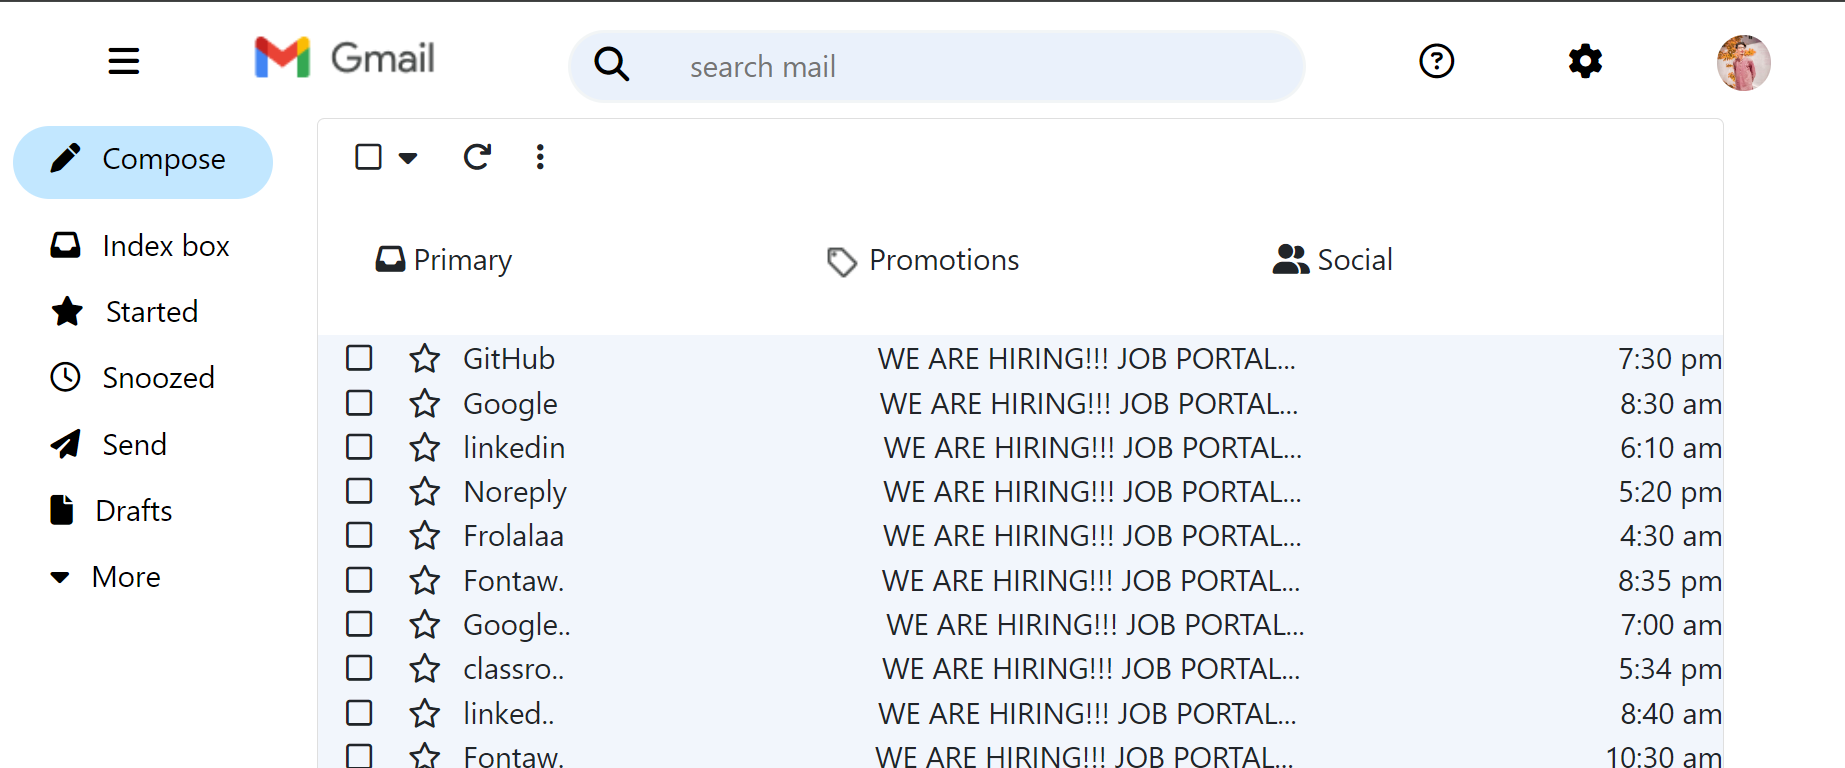 Gmail
search mail
Compose
Index box
Started
Snoozed
Send
Drafts
More
Primary Promotions Social
GitHub WE ARE HIRING!!! JOB PORTAL... 7:30 pm
Google WE ARE HIRING!!! JOB PORTAL... 8:30 am
linkedin WE ARE HIRING!!! JOB PORTAL... 6:10 am
Noreply WE ARE HIRING!!! JOB PORTAL... 5:20 pm
Frolalaa WE ARE HIRING!!! JOB PORTAL... 4:30 am
Fontaw. WE ARE HIRING!!! JOB PORTAL... 8:35 pm
Google.. WE ARE HIRING!!! JOB PORTAL... 7:00 am
classro.. WE ARE HIRING!!! JOB PORTAL... 5:34 pm
linked.. WE ARE HIRING!!! JOB PORTAL... 8:40 am
Fontaw. WE ARE HIRING!!! JOB PORTAL... 10:30 am